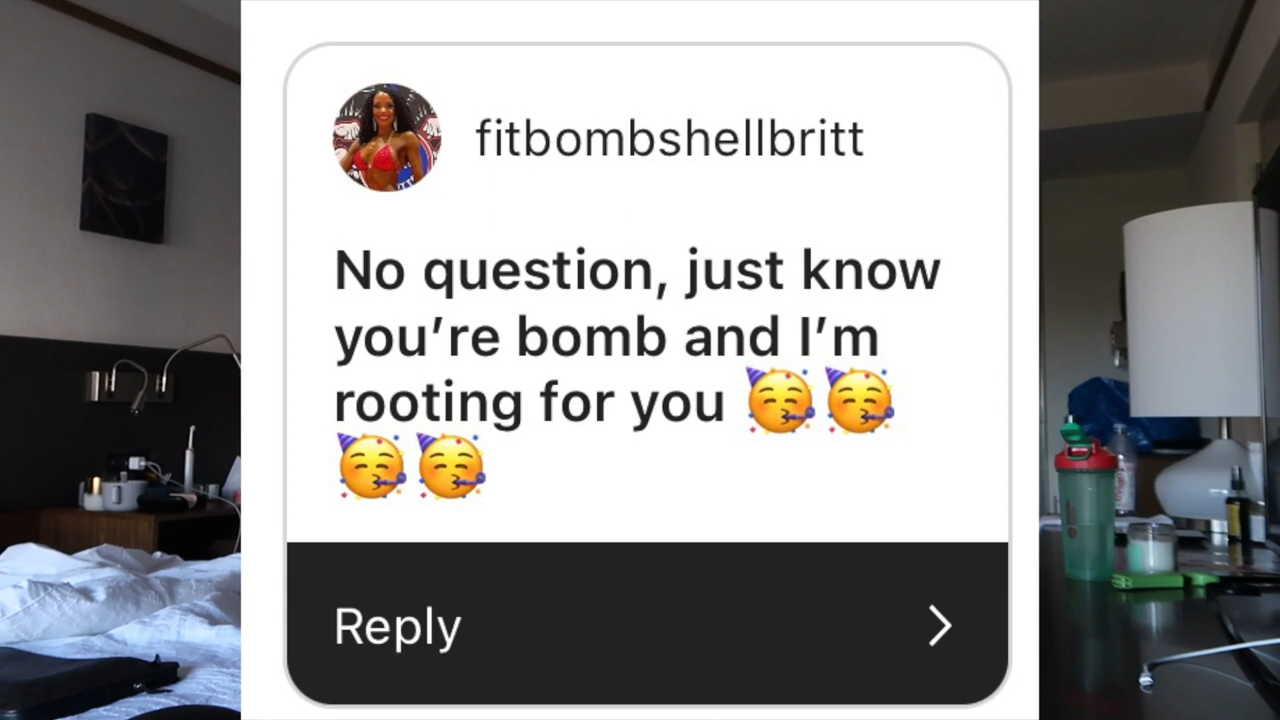 fitbombshellbritt
No question, just know
you’re bomb and I’m
rooting for you 🥳🥳
🥳🥳
Reply